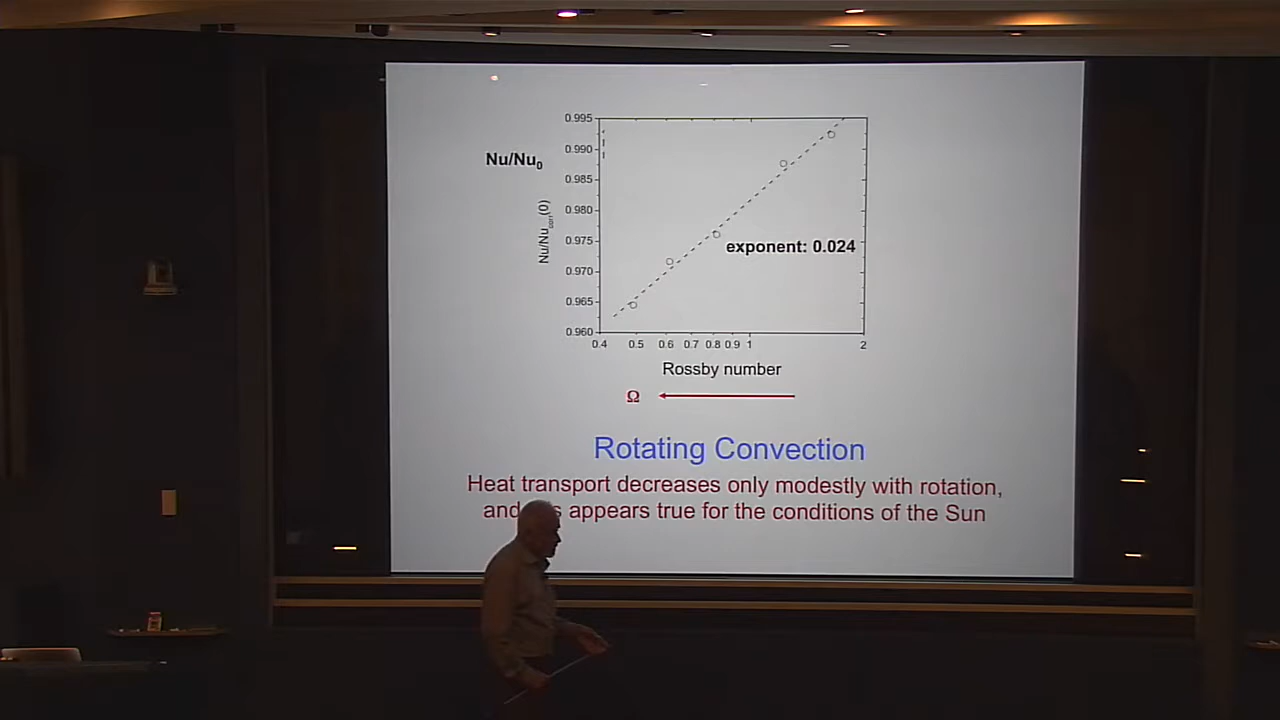 0.995
0.990
Nu/Nu₀
0.985
0.980
Nu/Nu (0)
0.975
exponent: 0.024
0.970
0.965
0.960
0.4 0.5 0.6 0.7 0.8 0.9 1 2
Rossby number
Ω
Rotating Convection
Heat transport decreases only modestly with rotation,
appears true for the conditions of the Sun